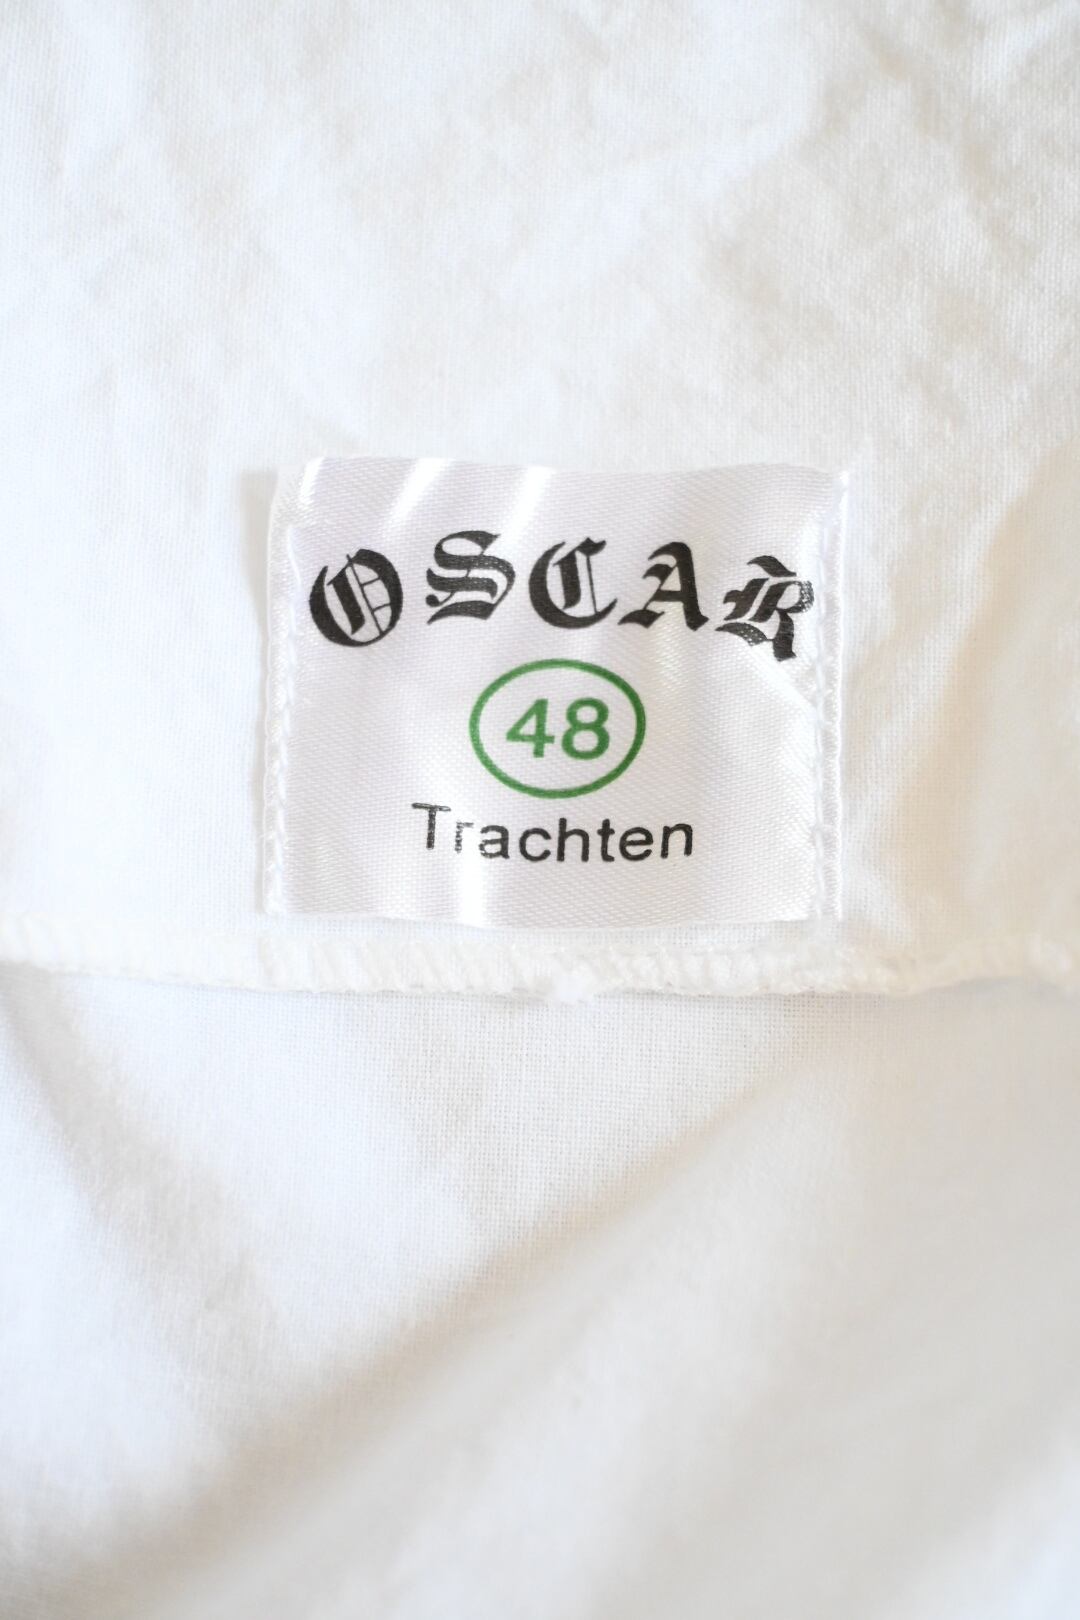 OSCAR
48
Trachten